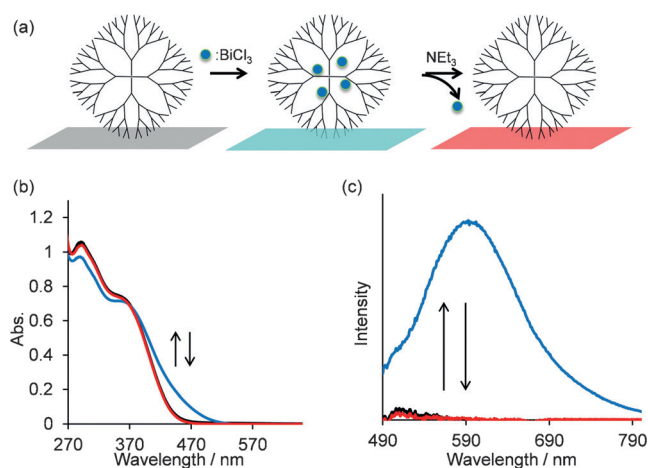 (a)
:BiCl3
NEt3
(b)
(c)
1.2
1
0.8
0.6
0.4
0.2
0
Abs.
270 370 470 570
Wavelength / nm
Intensity
490 590 690 790
Wavelength / nm